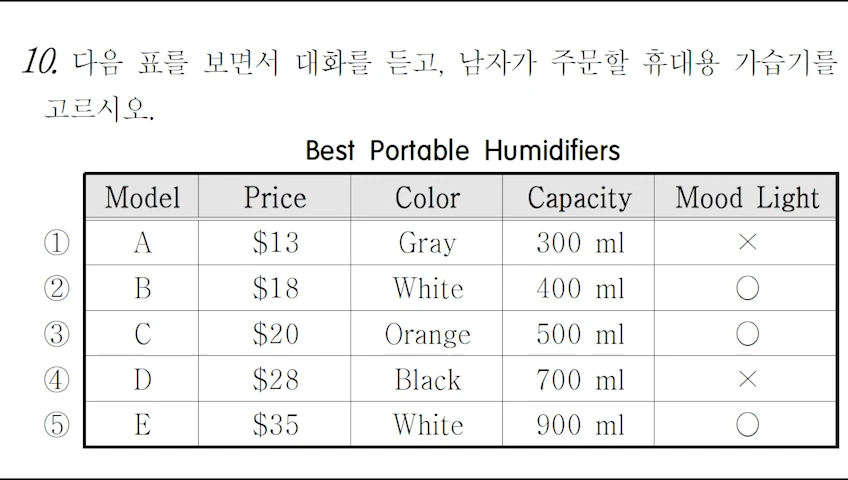 10. 다음 표를 보면서 대화를 듣고, 남자가 주문할 휴대용 가습기를
고르시오.
Best Portable Humidifiers
Model Price Color Capacity Mood Light
① A $13 Gray 300 ml ×
② B $18 White 400 ml ○
③ C $20 Orange 500 ml ○
④ D $28 Black 700 ml ×
⑤ E $35 White 900 ml ○